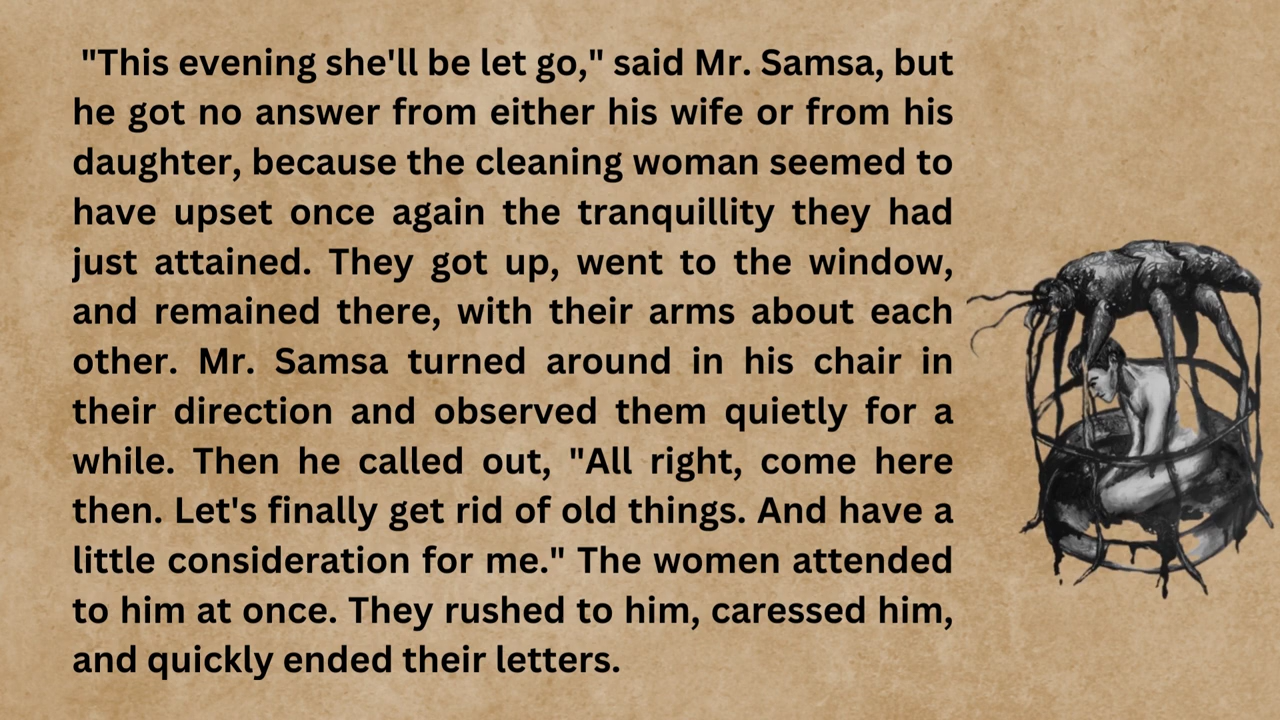 "This evening she'll be let go," said Mr. Samsa, but
he got no answer from either his wife or from his
daughter, because the cleaning woman seemed to
have upset once again the tranquillity they had
just attained. They got up, went to the window,
and remained there, with their arms about each
other. Mr. Samsa turned around in his chair in
their direction and observed them quietly for a
while. Then he called out, "All right, come here
then. Let's finally get rid of old things. And have a
little consideration for me." The women attended
to him at once. They rushed to him, caressed him,
and quickly ended their letters.